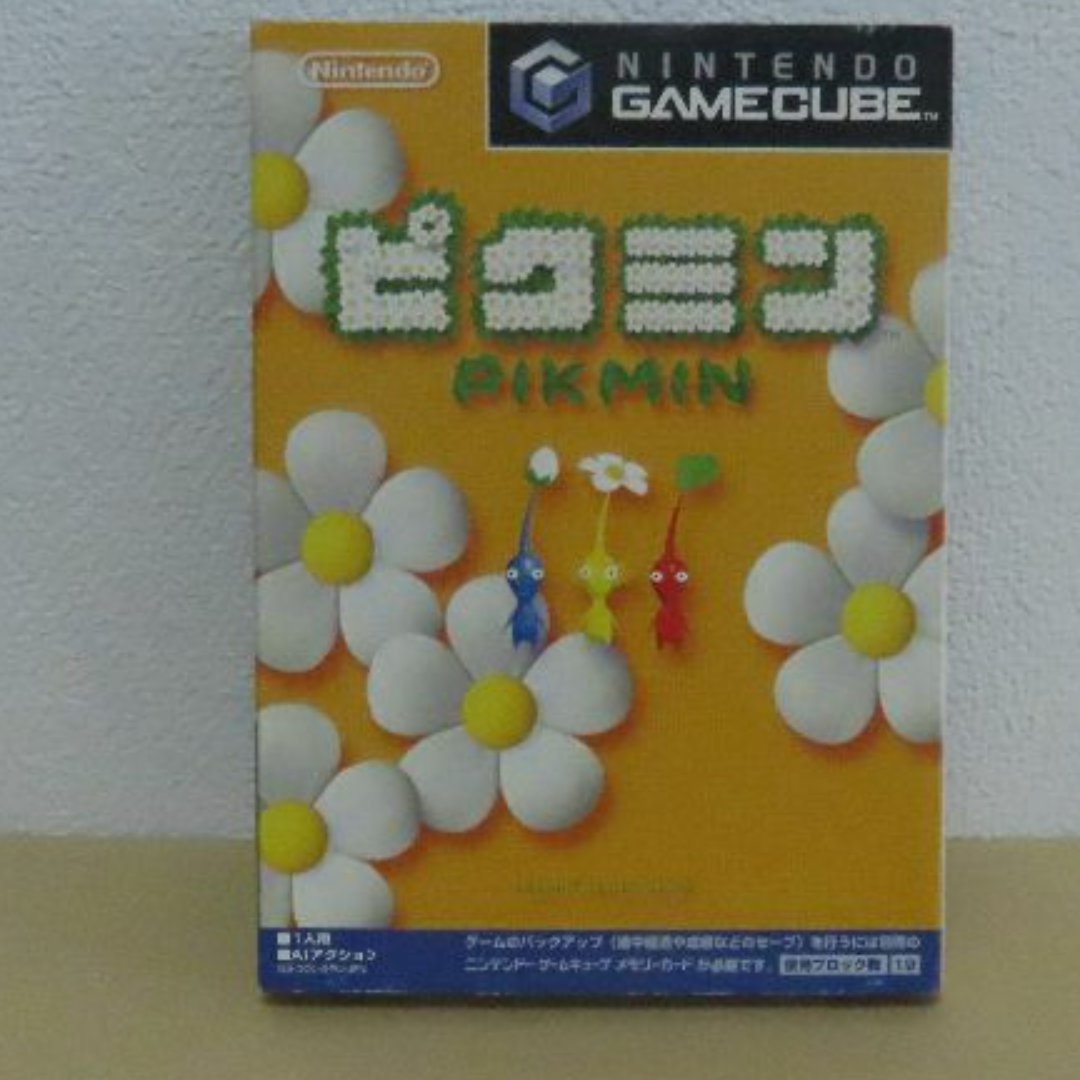 Nintendo
NINTENDO
GAMECUBE™
ピクミン™
PIKMIN
■1人用
■AIアクション
ゲームのバックアップ（途中経過や成績などのセーブ）を行うには別売の
ニンテンドーゲームキューブ メモリーカード が必要です。 使用ブロック数 19